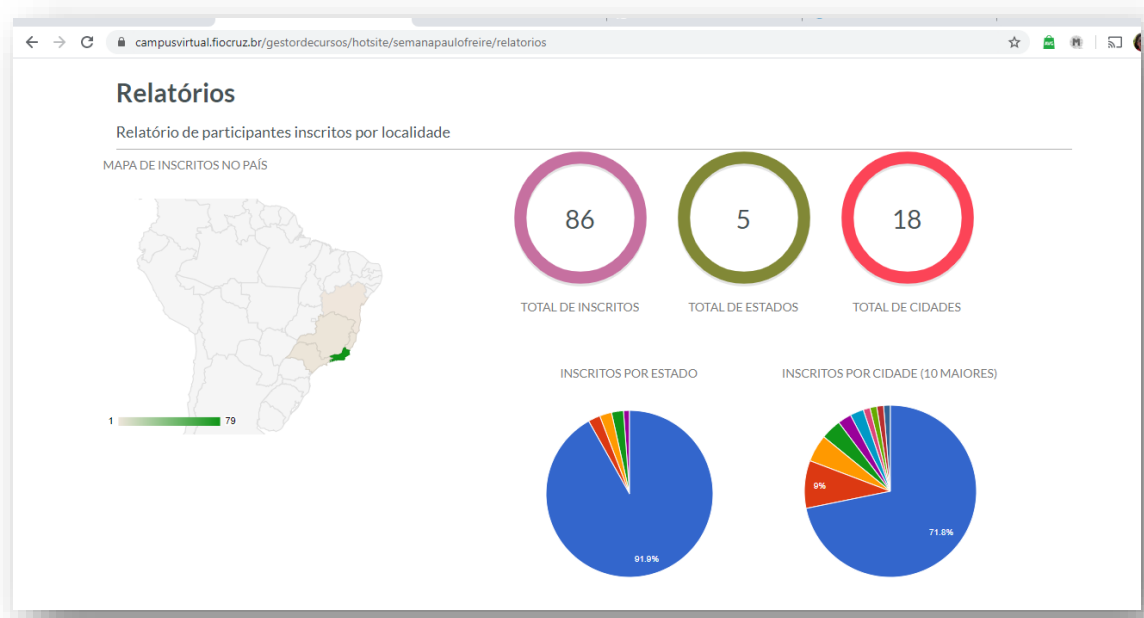 campusvirtual.fiocruz.br/gestordecursos/hotsite/semanapaulofreire/relatorios
Relatórios
Relatório de participantes inscritos por localidade
MAPA DE INSCRITOS NO PAÍS
1
79
86
5
18
TOTAL DE INSCRITOS
TOTAL DE ESTADOS
TOTAL DE CIDADES
INSCRITOS POR ESTADO
INSCRITOS POR CIDADE (10 MAIORES)
91.9%
9%
71.8%